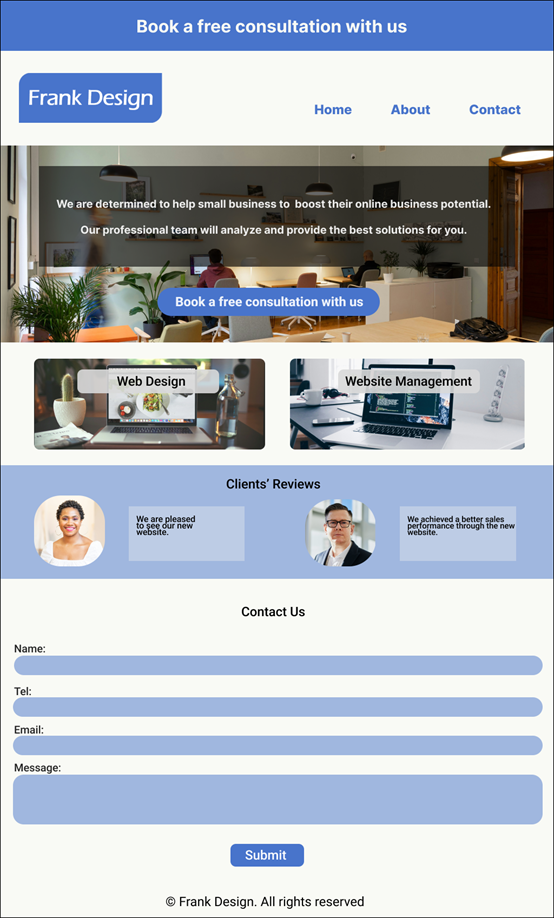 Book a free consultation with us
Frank Design
Home About Contact
We are determined to help small business to  boost their online business potential.
Our professional team will analyze and provide the best solutions for you.
Book a free consultation with us
Web Design
Website Management
Clients’ Reviews
We are pleased
to see our new
website.
We achieved a better sales
performance through the new
website.
Contact Us
Name:
Tel:
Email:
Message:
Submit
© Frank Design. All rights reserved